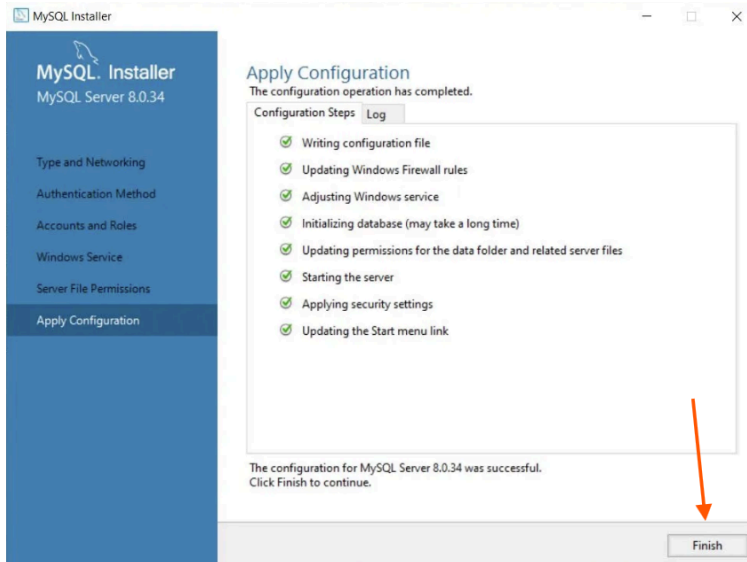 MySQL Installer
MySQL. Installer
MySQL Server 8.0.34
Type and Networking
Authentication Method
Accounts and Roles
Windows Service
Server File Permissions
Apply Configuration
Apply Configuration
The configuration operation has completed.
Configuration Steps Log
Writing configuration file
Updating Windows Firewall rules
Adjusting Windows service
Initializing database (may take a long time)
Updating permissions for the data folder and related server files
Starting the server
Applying security settings
Updating the Start menu link
The configuration for MySQL Server 8.0.34 was successful.
Click Finish to continue.
Finish